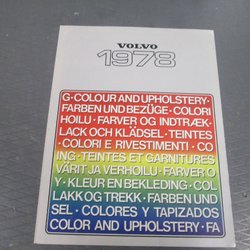 VOLVO
1978
G·COLOUR AND UPHOLSTERY·
FARBEN UND BEZÜGE·COLORI
HOILU·FARVER OG INDTRÆK·
LACK OCH KLÄDSEL·TEINTES
·COLORI E RIVESTIMENTI·CO
ING·TEINTES ET GARNITURES
VÄRIT JA VERHOILU·FARVER O
Y·KLEUR EN BEKLEDING·COL
LAKK OG TREKK·FARBEN UND
SEL·COLORES Y TAPIZADOS
COLOR AND UPHOLSTERY·FA